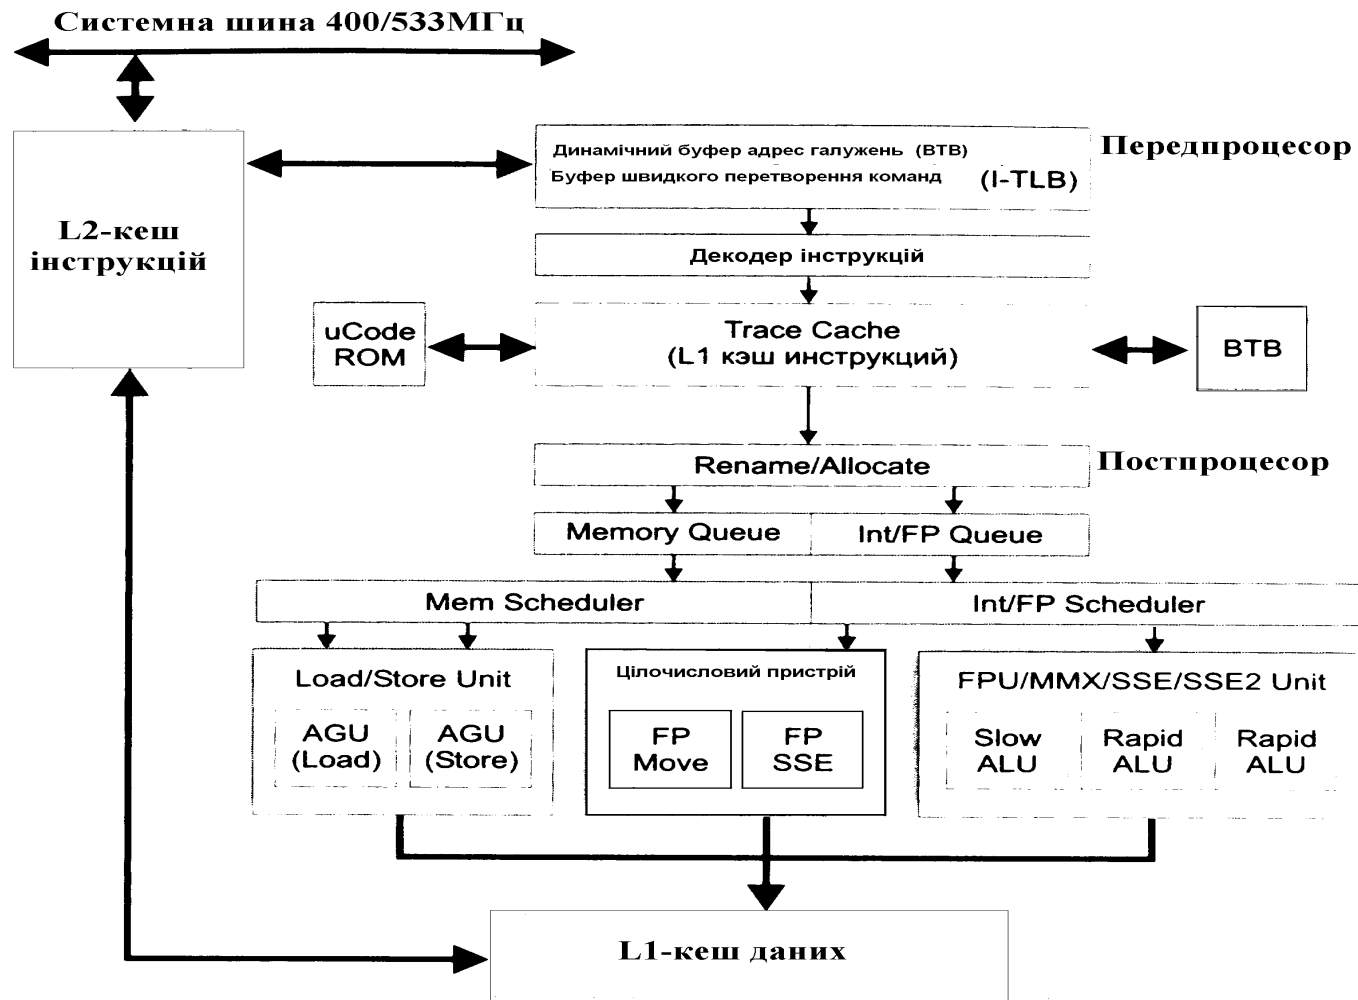 Системна шина 400/533МГц
Динамічний буфер адрес галужень (BTB)
Буфер швидкого перетворення команд (I-TLB)
Передпроцесор
L2-кеш
інструкцій
Декодер інструкцій
uCode
ROM
Trace Cache
(L1 кэш инструкций)
BTB
Rename/Allocate
Постпроцесор
Memory Queue
Int/FP Queue
Mem Scheduler
Int/FP Scheduler
Load/Store Unit
AGU
(Load)
AGU
(Store)
Цілочисловий пристрій
FP
Move
FP
SSE
FPU/MMX/SSE/SSE2 Unit
Slow
ALU
Rapid
ALU
Rapid
ALU
L1-кеш даних